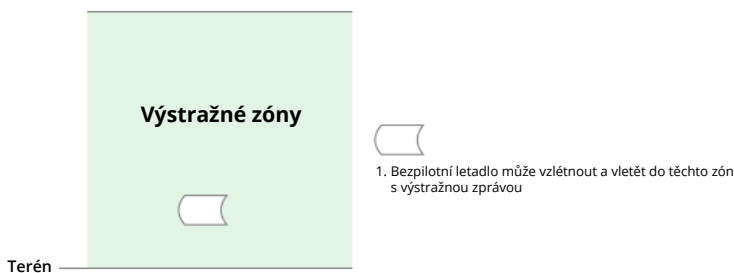 Výstražné zóny
1. Bezpilotní letadlo může vzlétnout a vletět do těchto zón
s výstražnou zprávou
Terén